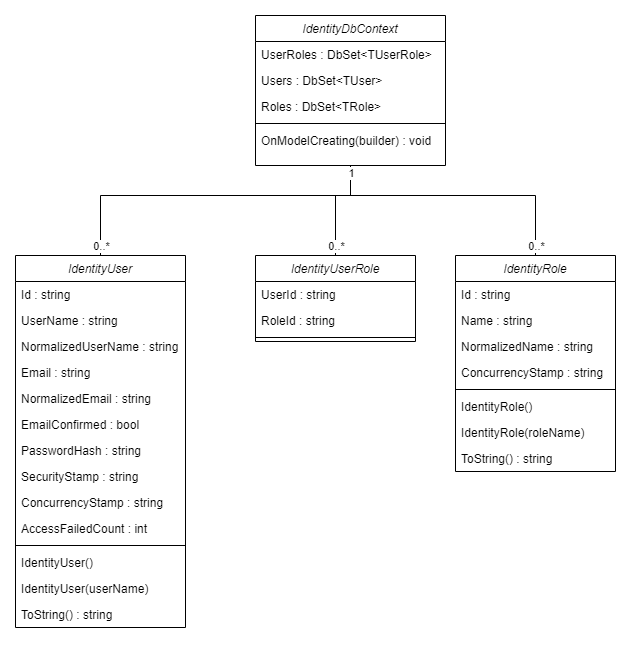 IdentityDbContext
UserRoles : DbSet<TUserRole>
Users : DbSet<TUser>
Roles : DbSet<TRole>
OnModelCreating(builder) : void
1
0..*
0..*
0..*
IdentityUser
Id : string
UserName : string
NormalizedUserName : string
Email : string
NormalizedEmail : string
EmailConfirmed : bool
PasswordHash : string
SecurityStamp : string
ConcurrencyStamp : string
AccessFailedCount : int
IdentityUser()
IdentityUser(userName)
ToString() : string
IdentityUserRole
UserId : string
RoleId : string
IdentityRole
Id : string
Name : string
NormalizedName : string
ConcurrencyStamp : string
IdentityRole()
IdentityRole(roleName)
ToString() : string